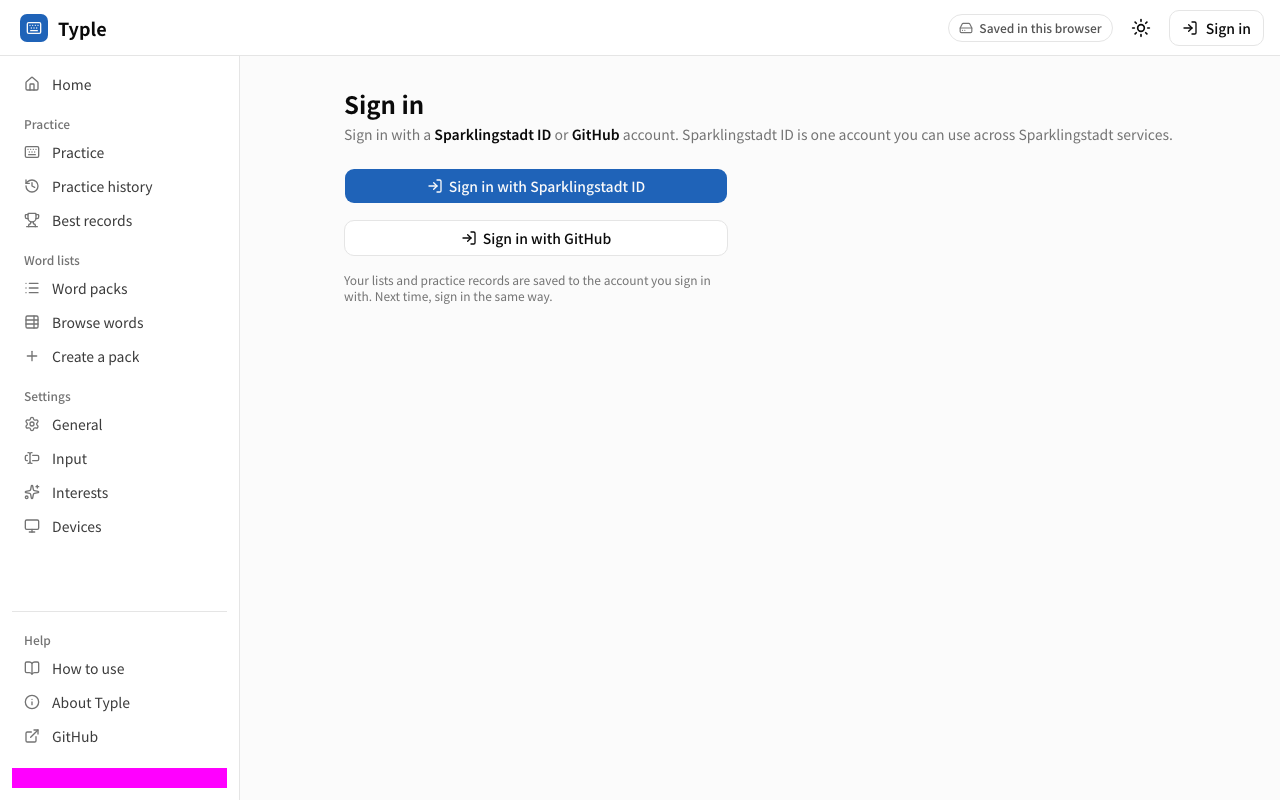 Typle
Saved in this browser
Sign in
Home
Practice
Practice
Practice history
Best records
Word lists
Word packs
Browse words
Create a pack
Settings
General
Input
Interests
Devices
Help
How to use
About Typle
GitHub
Sign in
Sign in with a Sparklingstadt ID or GitHub account. Sparklingstadt ID is one account you can use across Sparklingstadt services.
Sign in with Sparklingstadt ID
Sign in with GitHub
Your lists and practice records are saved to the account you sign in
with. Next time, sign in the same way.